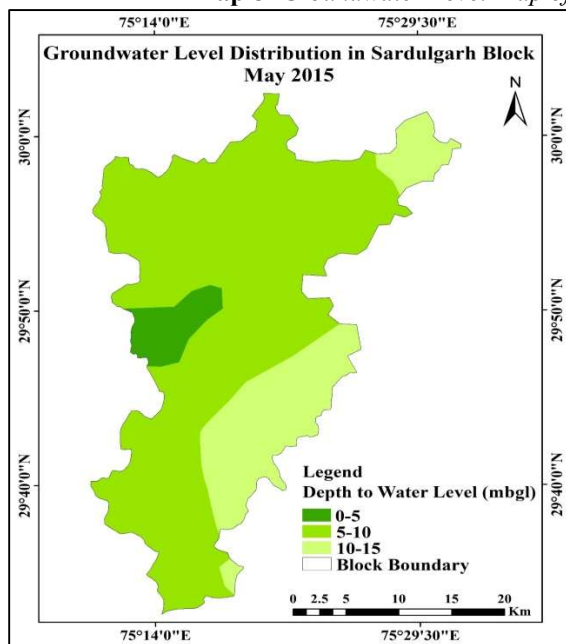 75°14'0"E 75°29'30"E
Groundwater Level Distribution in Sardulgarh Block
May 2015
N
30°0'0"N 30°0'0"N
29°50'0"N 29°50'0"N
29°40'0"N 29°40'0"N
Legend
Depth to Water Level (mbgl)
0-5
5-10
10-15
Block Boundary
0 2.5 5 10 15 20
Km
75°14'0"E 75°29'30"E